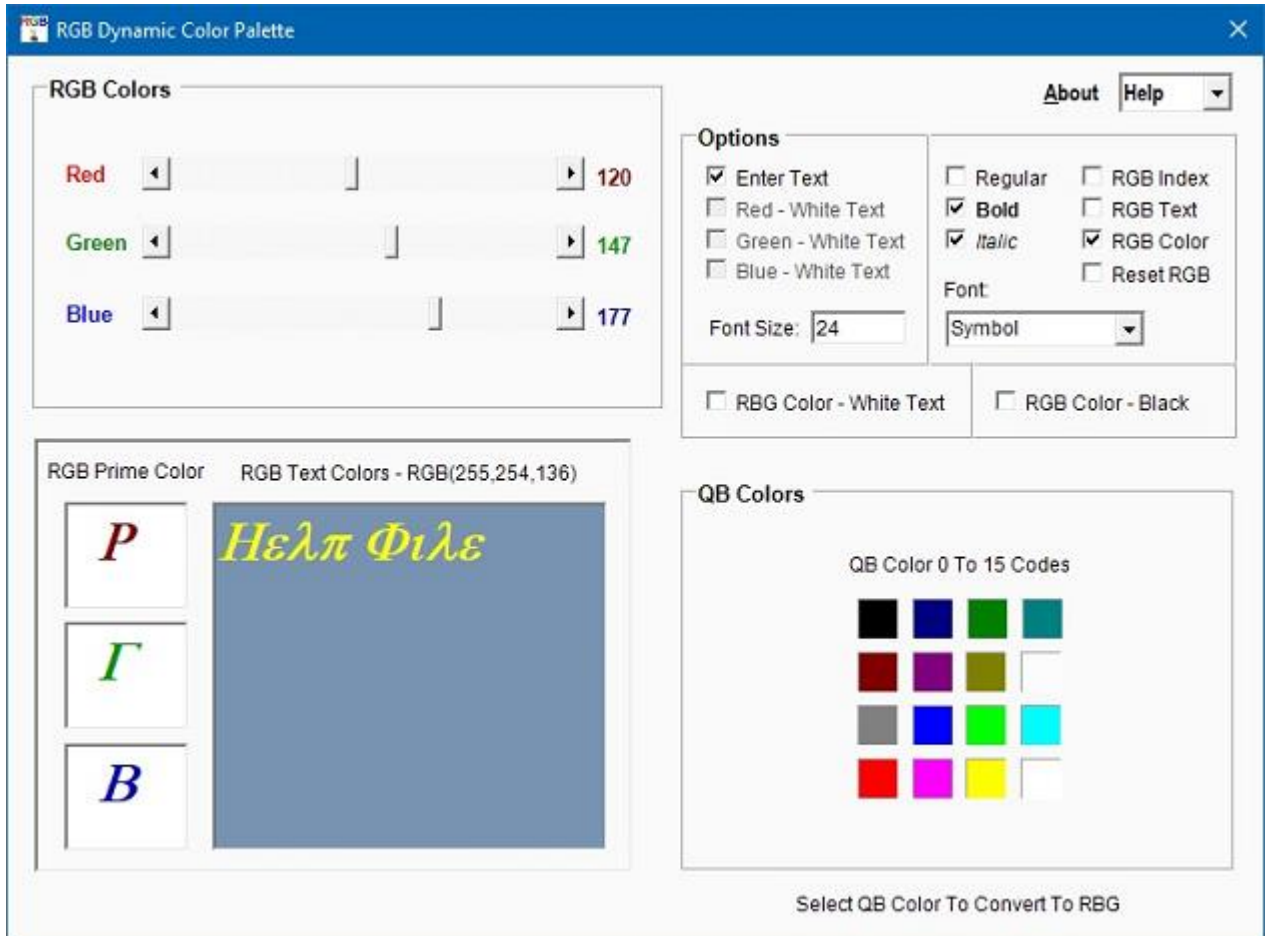 RGB Dynamic Color Palette
RGB Colors
Red 120
Green 147
Blue 177
About Help
Options
Enter Text
Red - White Text
Green - White Text
Blue - White Text
Font Size: 24
Regular
Bold
Italic
RGB Index
RGB Text
RGB Color
Reset RGB
Font:
Symbol
RBG Color - White Text
RGB Color - Black
RGB Prime Color
RGB Text Colors - RGB(255,254,136)
Ρ
Γ
Β
Ηελπ Φιλε
QB Colors
QB Color 0 To 15 Codes
Select QB Color To Convert To RBG